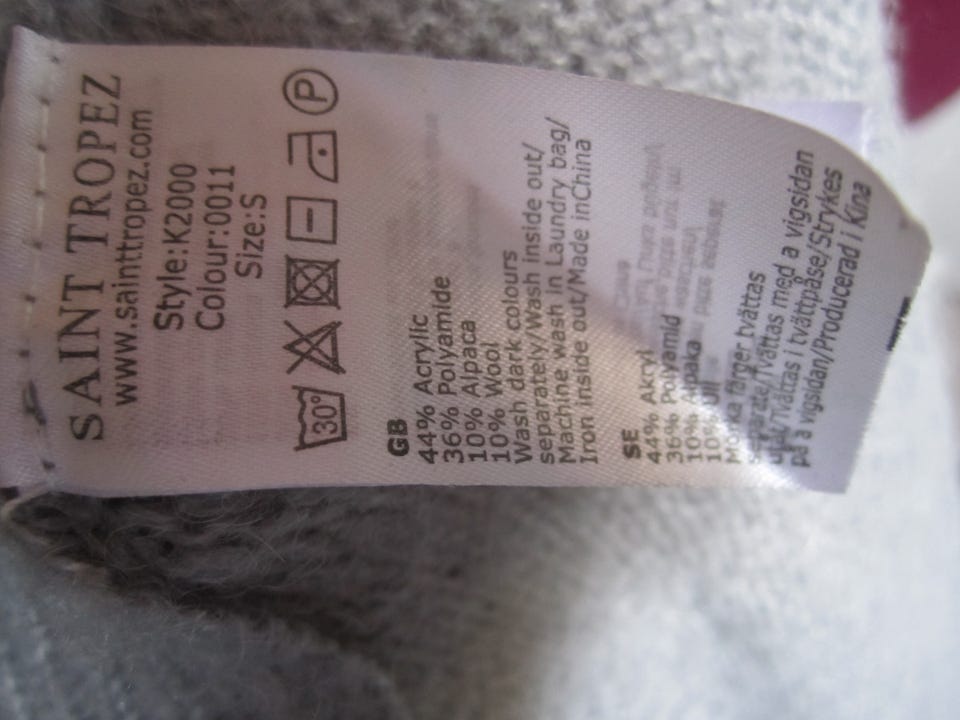 SAINT TROPEZ
www.sainttropez.com
Style:K2000
Colour:0011
Size:S
30° P
GB
44% Acrylic
36% Polyamide
10% Alpaca
10% Wool
Wash dark colours
separately/Wash inside out/
Machine wash in Laundry bag/
Iron inside out/Made inChina
SE
44% Akryl
36% Polyamid
10% Alpaka
10% Ull
Mörka färger tvättas
separate/Tvättas med a vigsidan
ut/Tvättas i tvättpåse/Strykes
på a vigsidan/Producerad i Kina